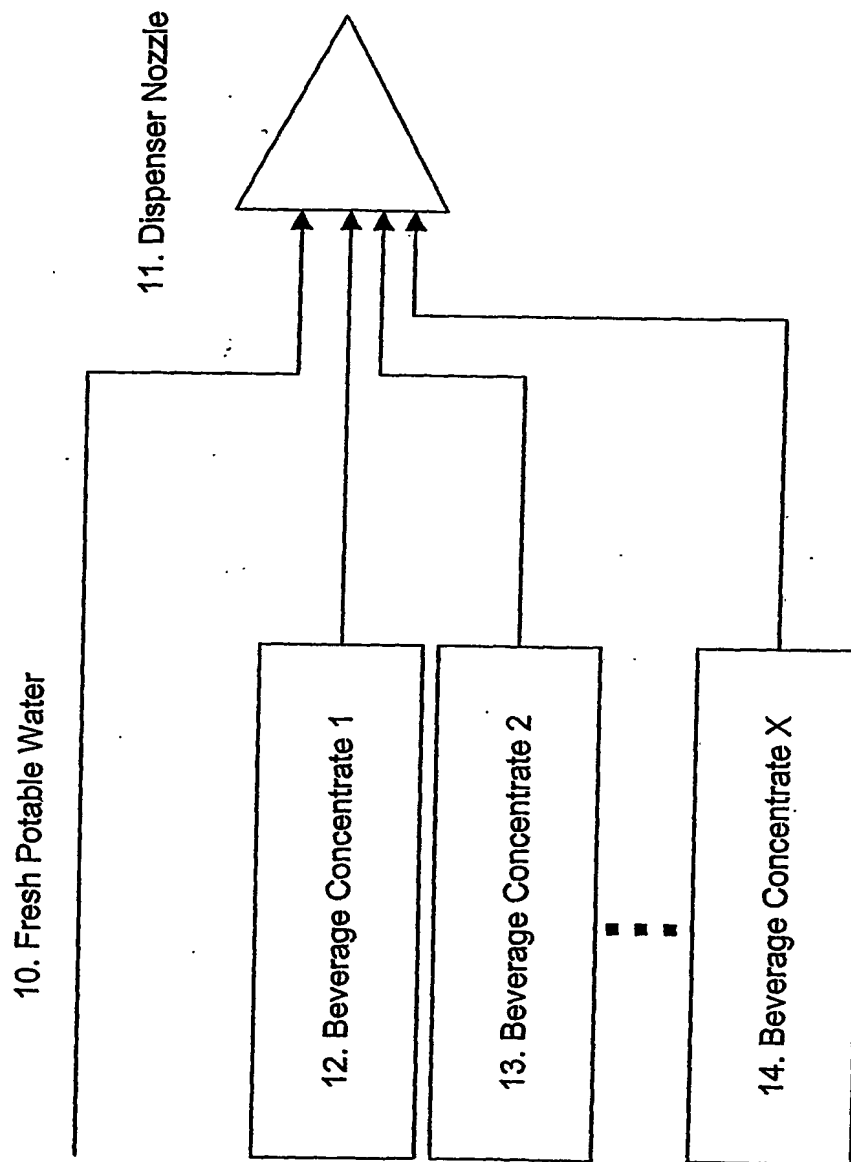 10. Fresh Potable Water
11. Dispenser Nozzle
12. Beverage Concentrate 1
13. Beverage Concentrate 2
14. Beverage Concentrate X